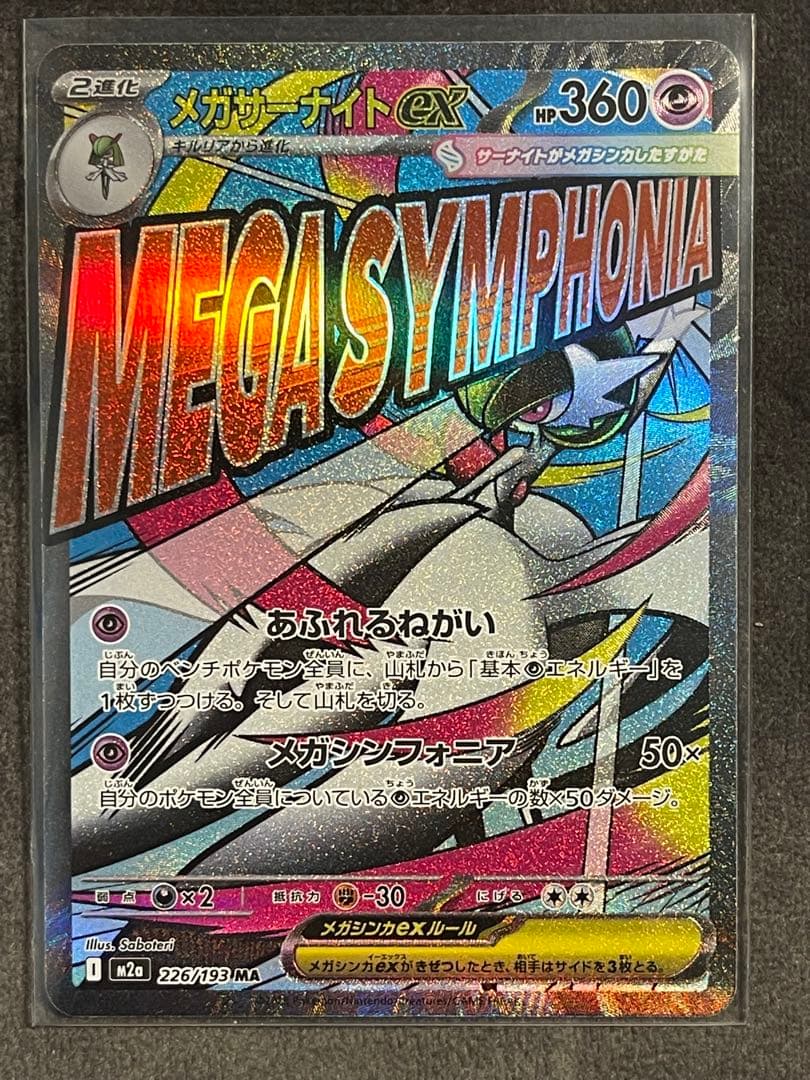 2進化
メガサーナイトex HP360
キルリアから進化
サーナイトがメガシンカしたすがた
MEGA SYMPHONIA
あふれるねがい
自分のベンチポケモン全員に、山札から「基本エネルギー」を
1枚ずつつける。そして山札を切る。
メガシンフォニア 50×
自分のポケモン全員についているエネルギーの数×50ダメージ。
弱点 ×2 抵抗力 -30 にげる
メガシンカexルール
メガシンカexがきぜつしたとき、相手はサイドを3枚とる。
Illus. Saboteri
I m2a 226/193 MA
Pokémon/Nintendo/Creatures/GAME FREAK